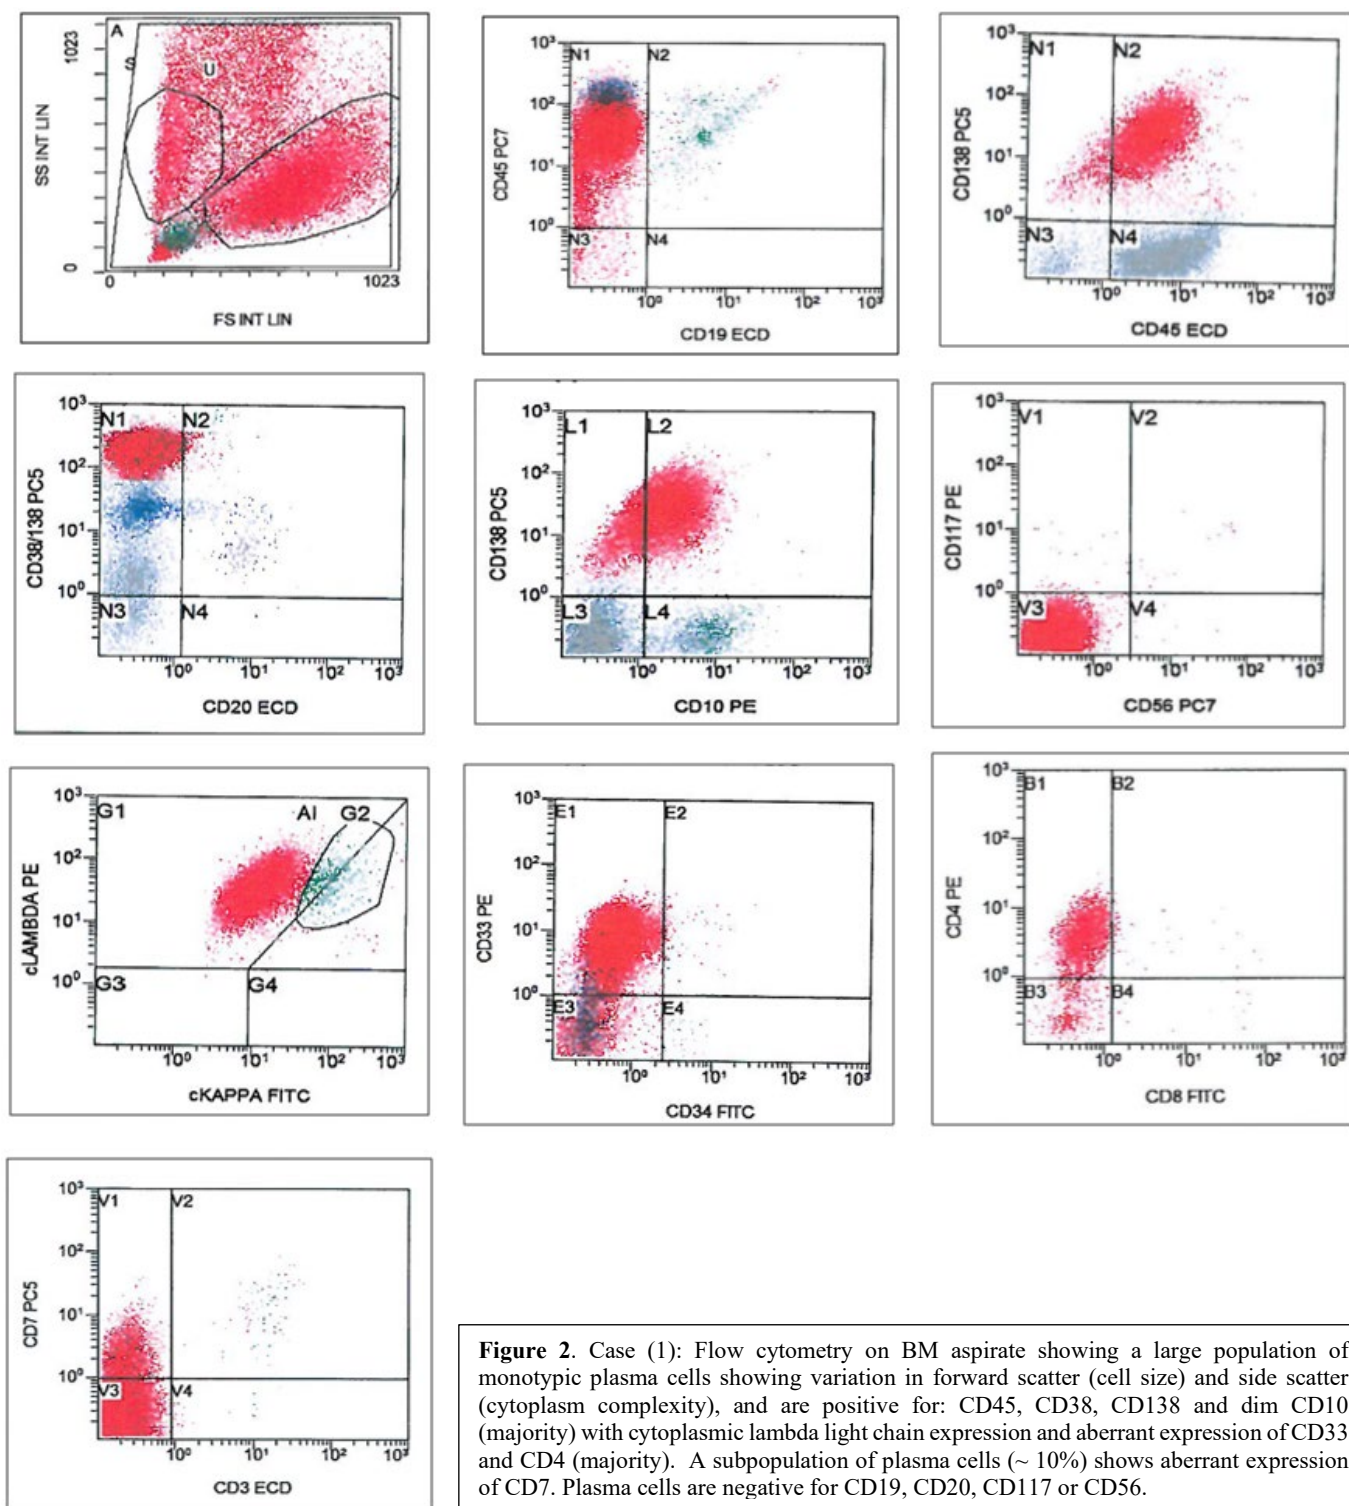 A
S
U
1023
0
SS INT LIN
0 1023
FS INT LIN
N1 N2
N3 N4
10³
10²
10¹
10⁰
CD45 PC7
10⁰ 10¹ 10² 10³
CD19 ECD
N1 N2
N3 N4
10³
10²
10¹
10⁰
CD138 PC5
10⁰ 10¹ 10² 10³
CD45 ECD
N1 N2
N3 N4
10³
10²
10¹
10⁰
CD38/138 PC5
10⁰ 10¹ 10² 10³
CD20 ECD
L1 L2
L3 L4
10³
10²
10¹
10⁰
CD138 PC5
10⁰ 10¹ 10² 10³
CD10 PE
V1 V2
V3 V4
10³
10²
10¹
10⁰
CD117 PE
10⁰ 10¹ 10² 10³
CD56 PC7
G1 AI G2
G3 G4
10³
10²
10¹
10⁰
cLAMBDA PE
10⁰ 10¹ 10² 10³
cKAPPA FITC
E1 E2
E3 E4
10³
10²
10¹
10⁰
CD33 PE
10⁰ 10¹ 10² 10³
CD34 FITC
B1 B2
B3 B4
10³
10²
10¹
10⁰
CD4 PE
10⁰ 10¹ 10² 10³
CD8 FITC
V1 V2
V3 V4
10³
10²
10¹
10⁰
CD7 PC5
10⁰ 10¹ 10² 10³
CD3 ECD
Figure 2. Case (1): Flow cytometry on BM aspirate showing a large population of
monotypic plasma cells showing variation in forward scatter (cell size) and side scatter
(cytoplasm complexity), and are positive for: CD45, CD38, CD138 and dim CD10
(majority) with cytoplasmic lambda light chain expression and aberrant expression of CD33
and CD4 (majority). A subpopulation of plasma cells (~ 10%) shows aberrant expression
of CD7. Plasma cells are negative for CD19, CD20, CD117 or CD56.